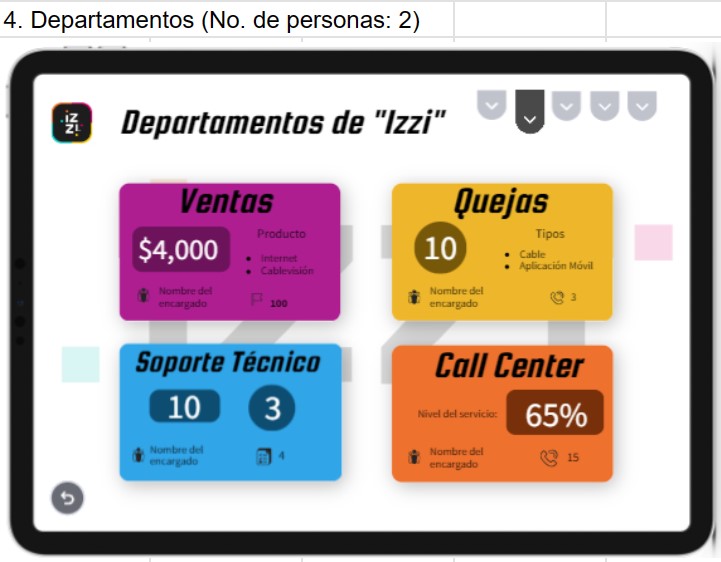 4. Departamentos (No. de personas: 2)
iz
zi
Departamentos de "Izzi"
Ventas
$4,000
Producto
• Internet
• Cablevisión
Nombre del
encargado
100
Quejas
10
Tipos
• Cable
• Aplicación Móvil
Nombre del
encargado
3
Soporte Técnico
10
3
Nombre del
encargado
4
Call Center
Nivel del servicio:
65%
Nombre del
encargado
15
izzi